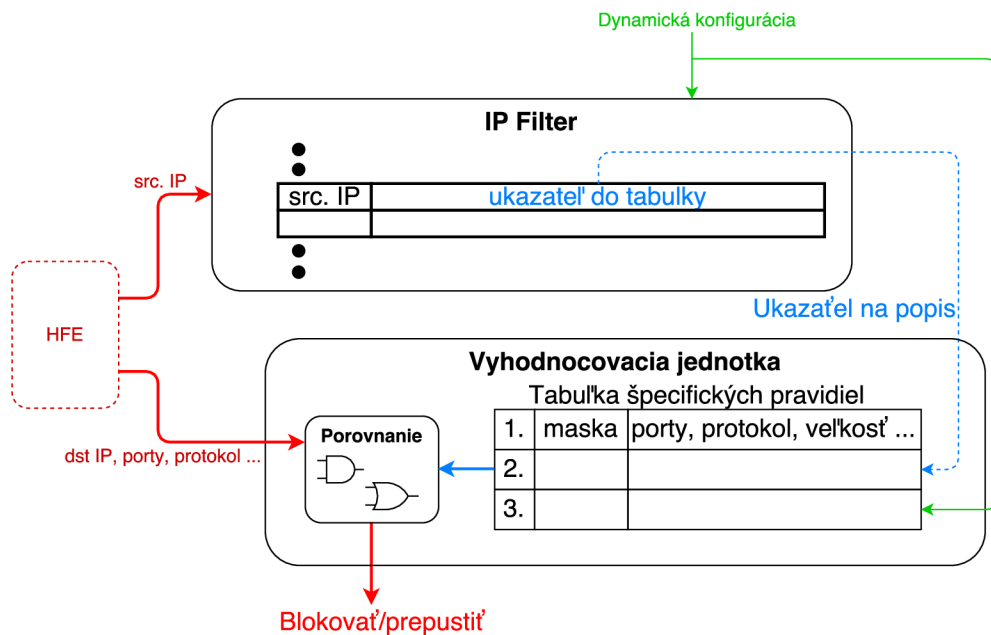 Dynamická konfigurácia
IP Filter
src. IP
src. IP
ukazateľ do tabulky
HFE
Ukazaťel na popis
Vyhodnocovacia jednotka
Tabuľka špecifických pravidiel
Porovnanie
1. maska porty, protokol, veľkosť ...
dst IP, porty, protokol ...
2.
3.
Blokovať/prepustiť